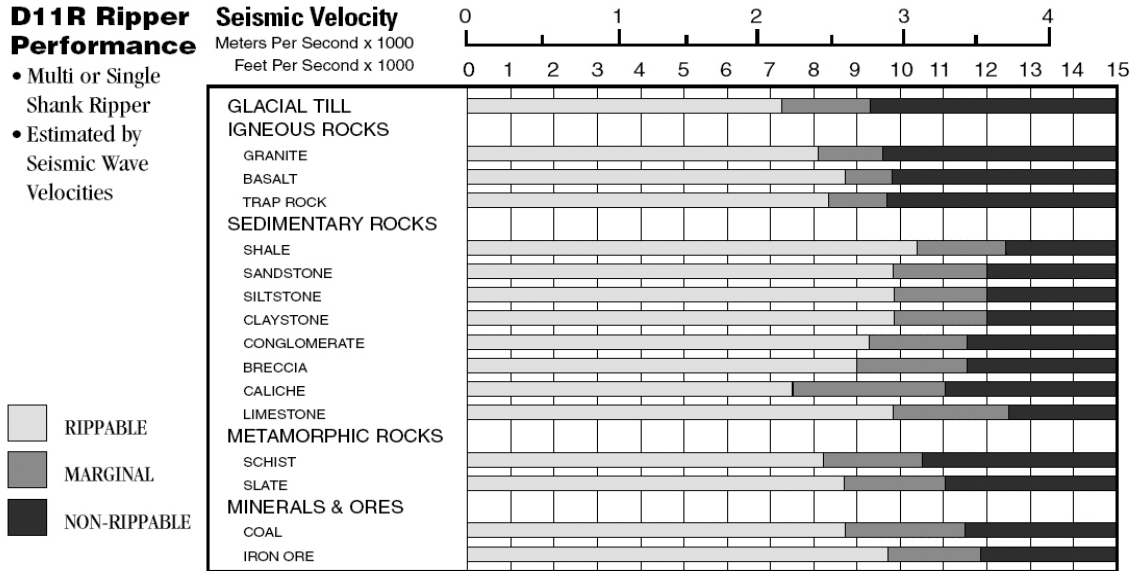 D11R Ripper
Performance
• Multi or Single
Shank Ripper
• Estimated by
Seismic Wave
Velocities
Seismic Velocity
Meters Per Second x 1000
0 1 2 3 4
Feet Per Second x 1000
0 1 2 3 4 5 6 7 8 9 10 11 12 13 14 15
GLACIAL TILL
IGNEOUS ROCKS
GRANITE
BASALT
TRAP ROCK
SEDIMENTARY ROCKS
SHALE
SANDSTONE
SILTSTONE
CLAYSTONE
CONGLOMERATE
BRECCIA
CALICHE
LIMESTONE
METAMORPHIC ROCKS
SCHIST
SLATE
MINERALS & ORES
COAL
IRON ORE
RIPPABLE
MARGINAL
NON-RIPPABLE